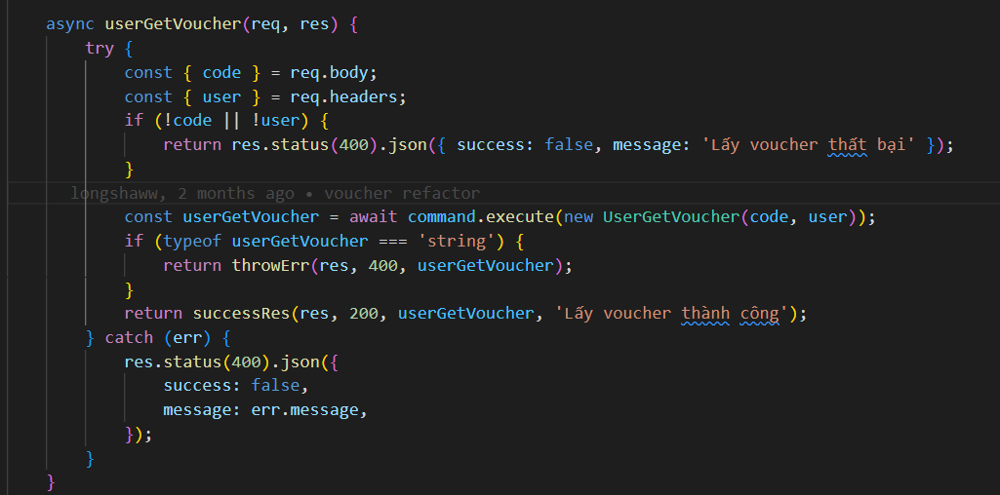 async userGetVoucher(req, res) {
try {
const { code } = req.body;
const { user } = req.headers;
if (!code || !user) {
return res.status(400).json({ success: false, message: 'Lấy voucher thất bại' });
}
longshaww, 2 months ago • voucher refactor
const userGetVoucher = await command.execute(new UserGetVoucher(code, user));
if (typeof userGetVoucher === 'string') {
return throwErr(res, 400, userGetVoucher);
}
return successRes(res, 200, userGetVoucher, 'Lấy voucher thành công');
} catch (err) {
res.status(400).json({
success: false,
message: err.message,
});
}
}